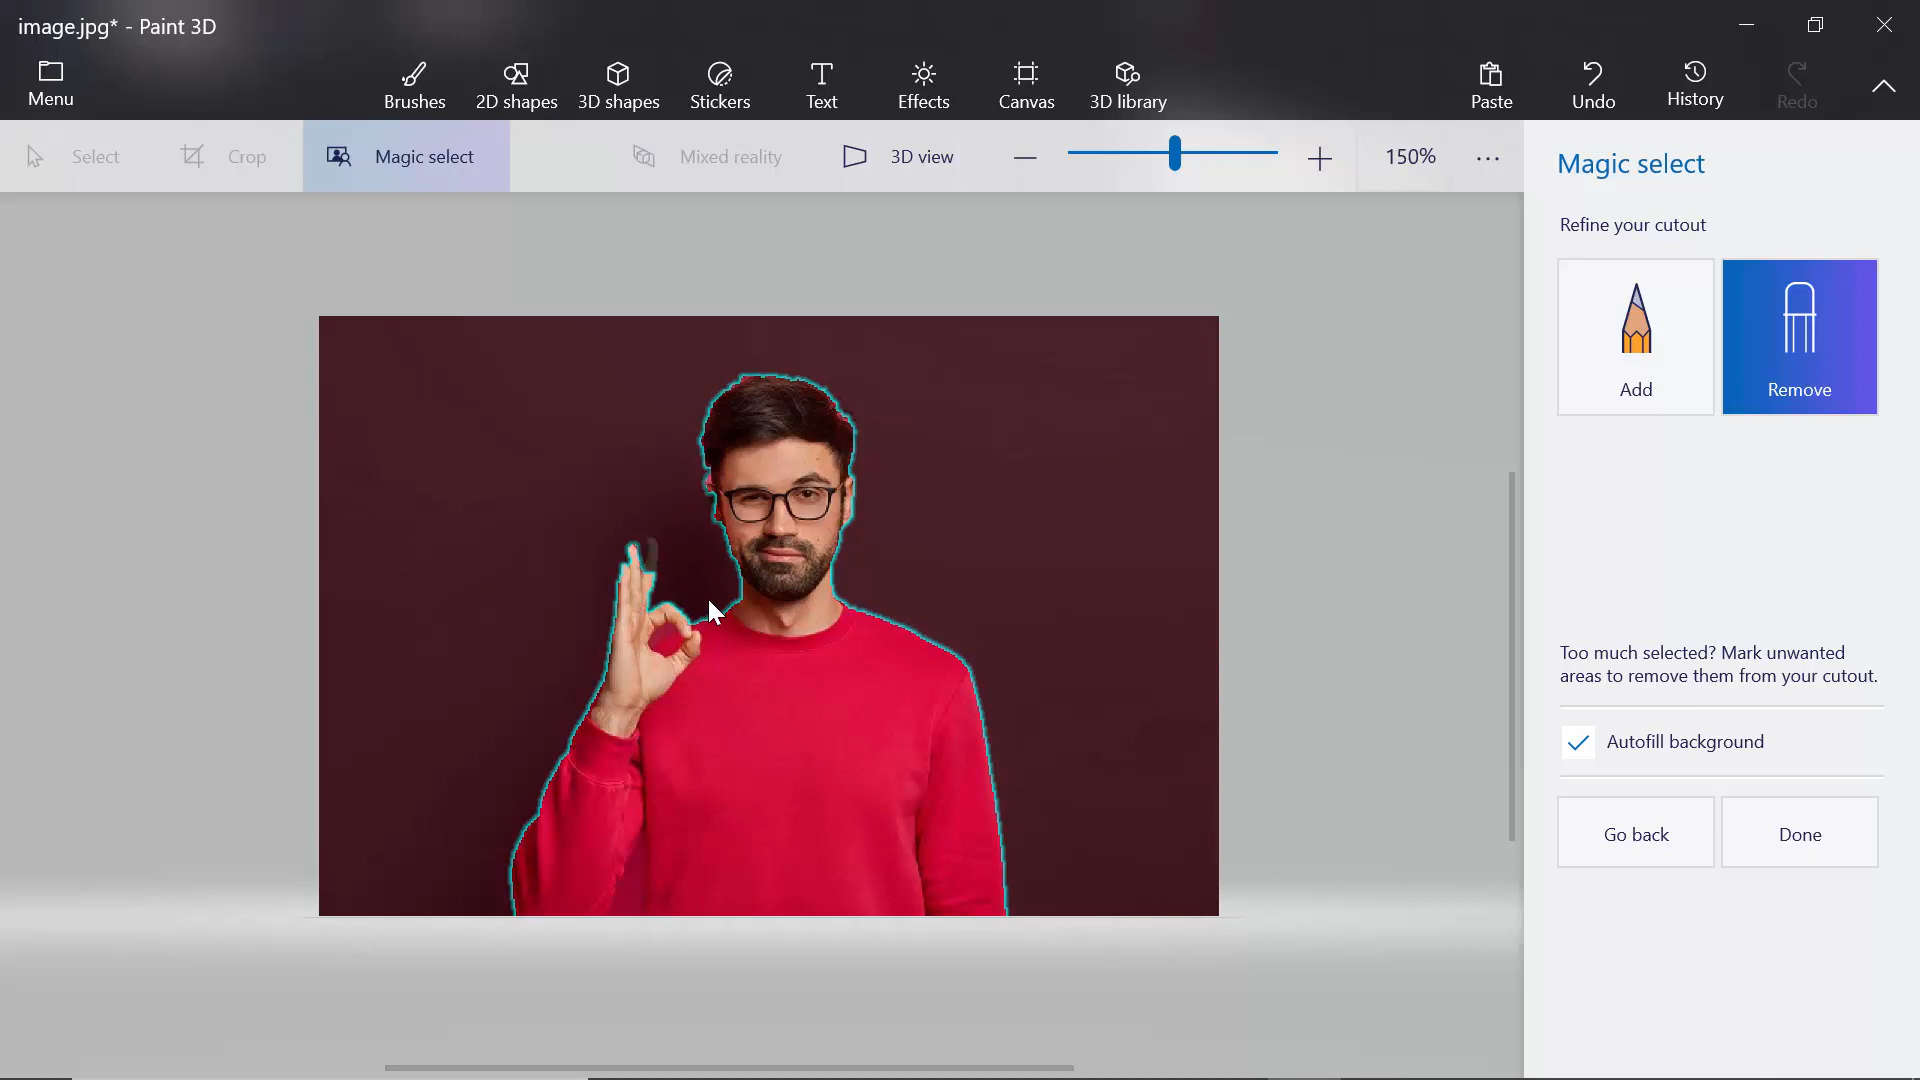 image.jpg* - Paint 3D
Menu
Brushes
2D shapes
3D shapes
Stickers
Text
Effects
Canvas
3D library
Paste
Undo
History
Redo
Select
Crop
Magic select
Mixed reality
3D view
150%
Magic select
Refine your cutout
Add
Remove
Too much selected? Mark unwanted
areas to remove them from your cutout.
Autofill background
Go back
Done